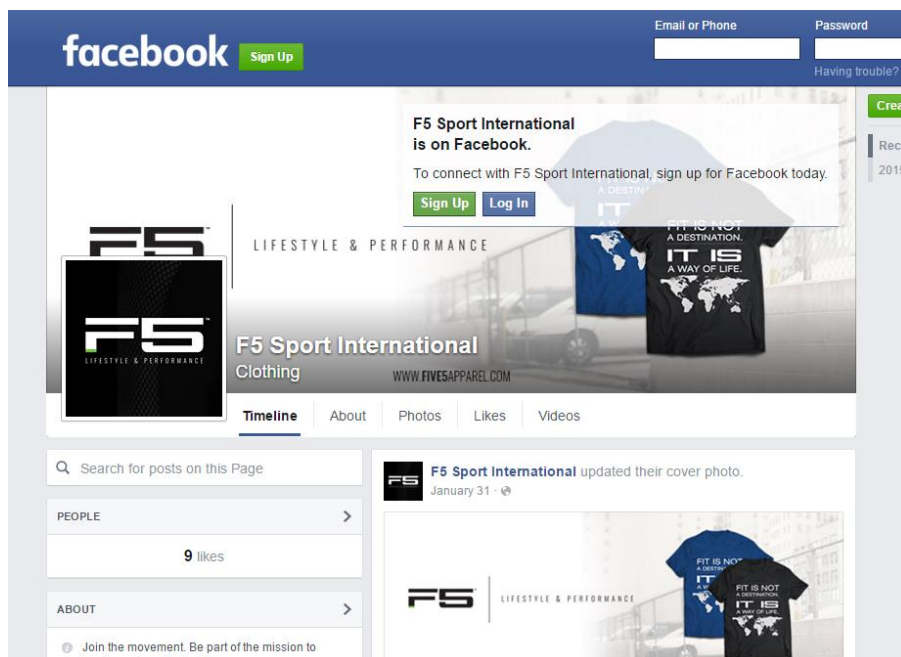 Email or Phone
Password
facebook
Sign Up
Having trouble?
F5 Sport International
is on Facebook.
To connect with F5 Sport International, sign up for Facebook today.
Sign Up
Log In
2015
F5
LIFESTYLE & PERFORMANCE
FIT IS NOT
A DESTINATION.
IT IS
A WAY OF LIFE.
F5
LIFESTYLE & PERFORMANCE
F5 Sport International
Clothing
WWW.FIVE5APPAREL.COM
Timeline
About
Photos
Likes
Videos
Search for posts on this Page
PEOPLE
9 likes
ABOUT
Join the movement. Be part of the mission to
F5
F5 Sport International updated their cover photo.
January 31
F5
LIFESTYLE & PERFORMANCE
FIT IS NOT
FIT IS NOT
A DESTINATION.
IT IS
A WAY OF LIFE.